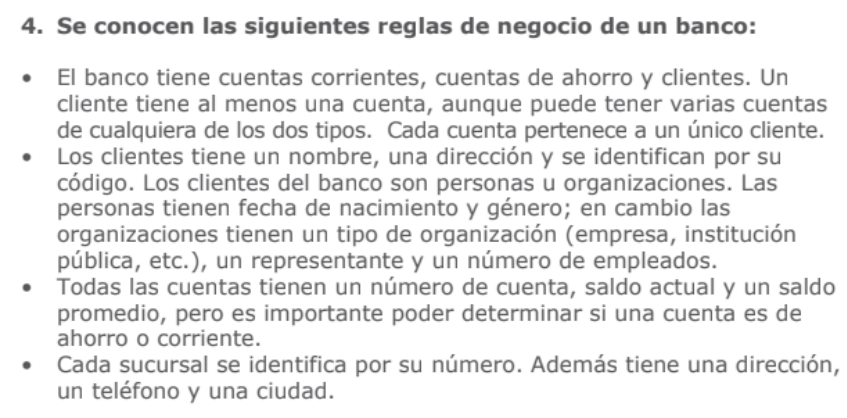 4. Se conocen las siguientes reglas de negocio de un banco:
• El banco tiene cuentas corrientes, cuentas de ahorro y clientes. Un
cliente tiene al menos una cuenta, aunque puede tener varias cuentas
de cualquiera de los dos tipos. Cada cuenta pertenece a un único cliente.
• Los clientes tiene un nombre, una dirección y se identifican por su
código. Los clientes del banco son personas u organizaciones. Las
personas tienen fecha de nacimiento y género; en cambio las
organizaciones tienen un tipo de organización (empresa, institución
pública, etc.), un representante y un número de empleados.
• Todas las cuentas tienen un número de cuenta, saldo actual y un saldo
promedio, pero es importante poder determinar si una cuenta es de
ahorro o corriente.
• Cada sucursal se identifica por su número. Además tiene una dirección,
un teléfono y una ciudad.